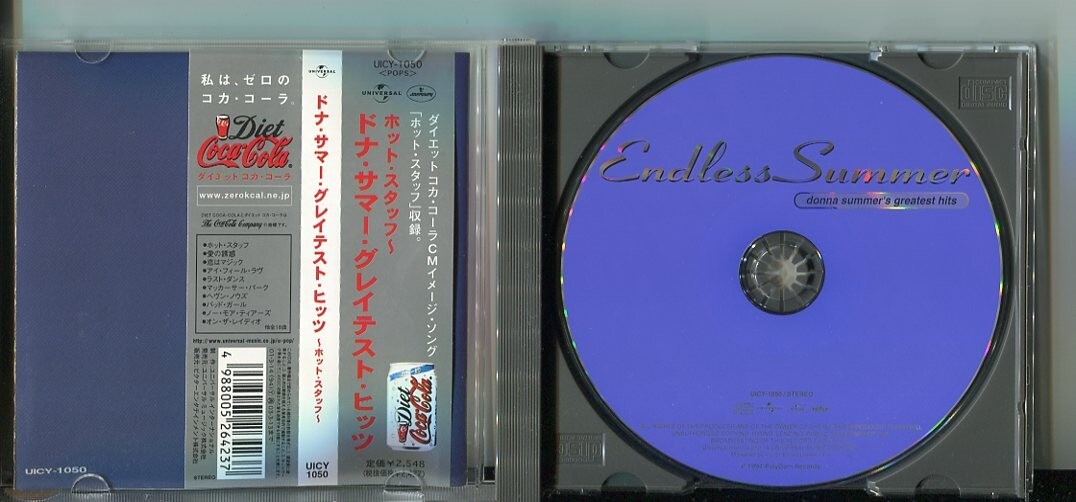 私は、ゼロの
コカ・コーラ。
Diet
Coca-Cola
ダイエット コカ・コーラ
www.zerokcal.ne.jp
The Coca-Cola Company
●ホット・スタッフ
●愛の誘惑
●恋はマジック
●アイ・フィール・ラヴ
●ラスト・ダンス
●マッカーサー・パーク
●ヘヴン・ノウズ
●バッド・ガール
●ノー・モア・ティアーズ
●オン・ザ・レイディオ
他全18曲
http://www.universal-music.co.jp/u-pop/
4 988005 264237
STEREO
UICY-1050
UNIVERSAL
ドナ・サマー・グレイテスト・ヒッツ ～ホット・スタッフ～
UICY
1050
UICY-1050
<POPS>
UNIVERSAL
mercury
ダイエット コカ・コーラCMイメージ・ソング
「ホット・スタッフ」収録。
ホット・スタッフ～
ドナ・サマー・グレイテスト・ヒッツ
Diet
Coca-Cola
定価￥2,548
Endless Summer
donna summer's greatest hits
UICY-1050 / STEREO
COMPACT
disc
DIGITAL AUDIO